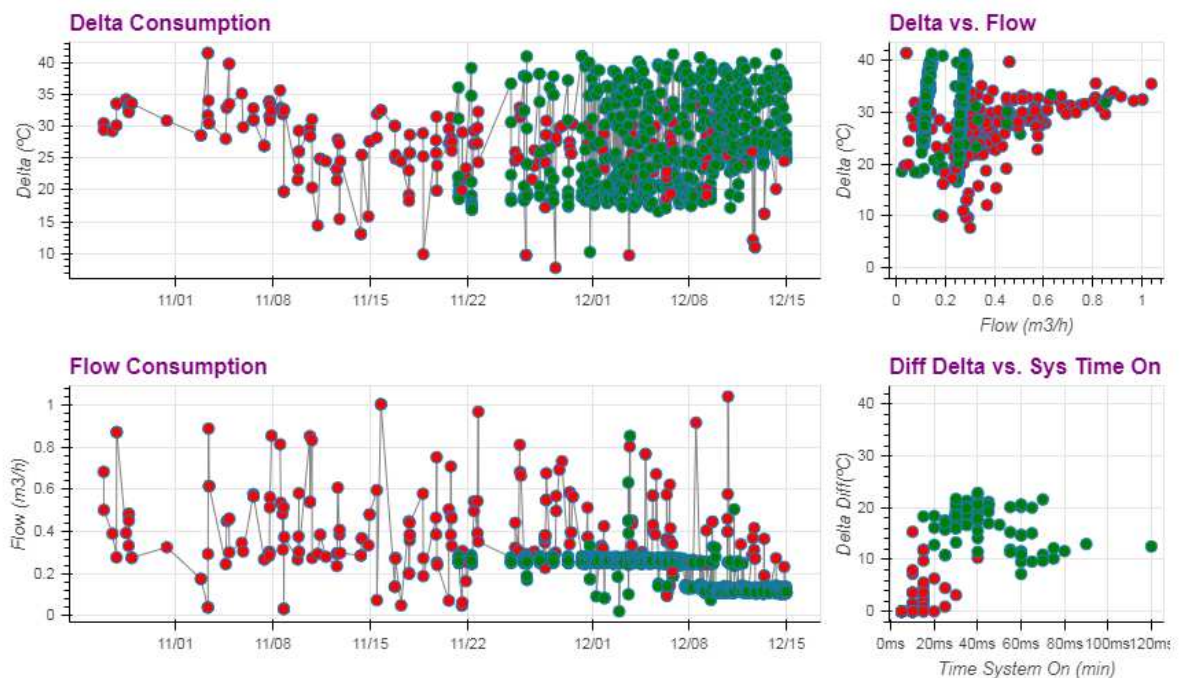 Delta Consumption
Delta vs. Flow
40
35
30
25
20
15
10
Delta (ºC)
11/01 11/08 11/15 11/22 12/01 12/08 12/15
40
30
20
10
0
Delta (ºC)
0 0.2 0.4 0.6 0.8 1
Flow (m3/h)
Flow Consumption
Diff Delta vs. Sys Time On
1
0.8
0.6
0.4
0.2
0
Flow (m3/h)
11/01 11/08 11/15 11/22 12/01 12/08 12/15
40
30
20
10
0
Delta Diff(ºC)
0ms 20ms 40ms 60ms 80ms 100ms 120ms
Time System On (min)